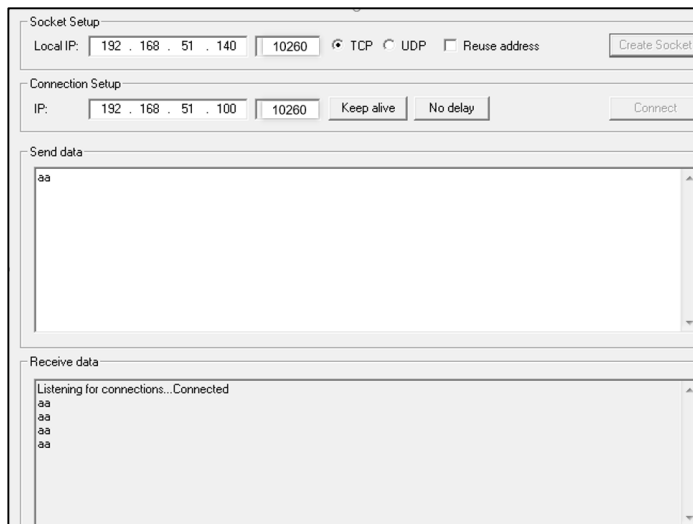 Socket Setup
Local IP: 192 . 168 . 51 . 140 10260 TCP UDP Reuse address Create Socket
Connection Setup
IP: 192 . 168 . 51 . 100 10260 Keep alive No delay Connect
Send data
aa
Receive data
Listening for connections...Connected
aa
aa
aa
aa